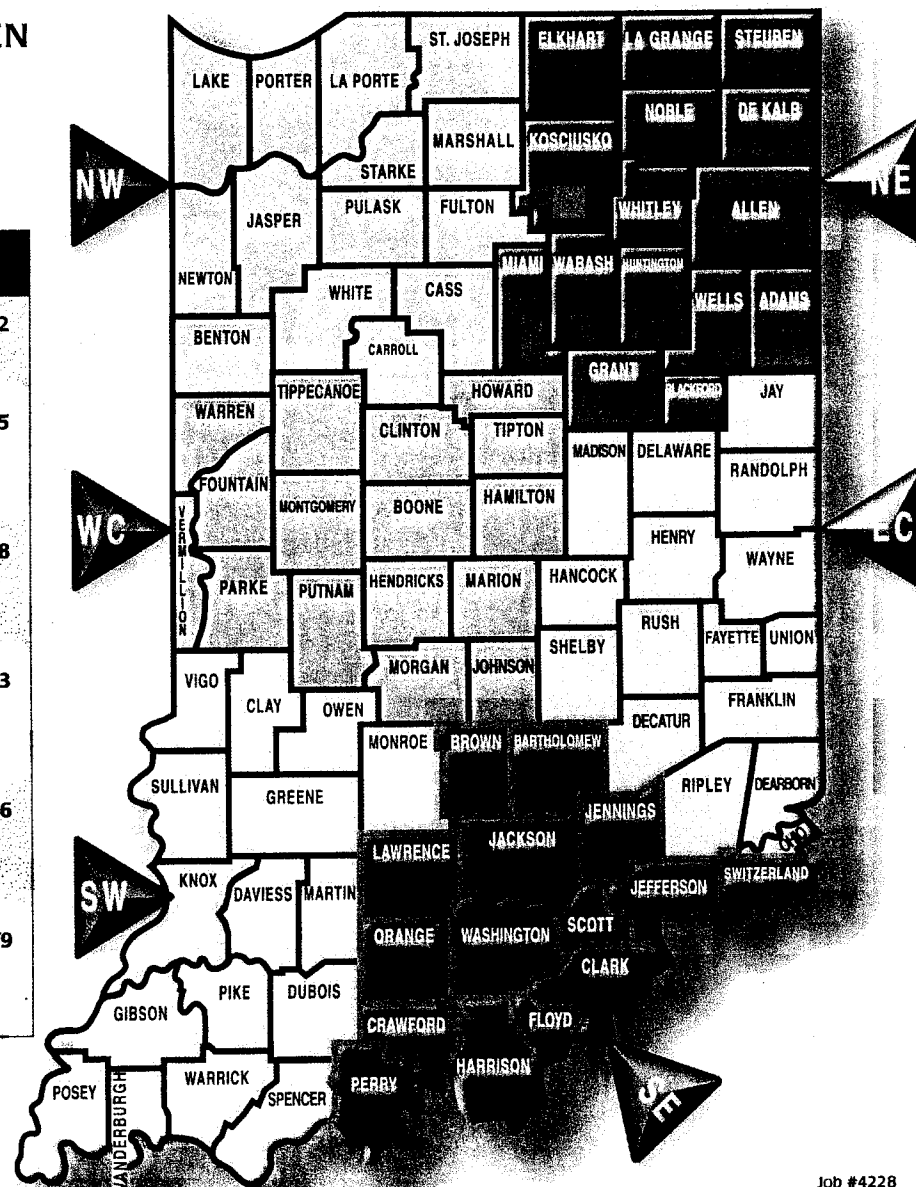 EN
ST. JOSEPH ELKHART LA GRANGE STEUBEN
LAKE PORTER LA PORTE
NOBLE DE KALB
MARSHALL KOSCIUSKO
STARKE
NW NE
JASPER PULASK FULTON WHITLEY ALLEN
NEWTON WHITE CASS MIAMI WABASH HUNTINGTON
WELLS ADAMS
2
BENTON CARROLL
GRANT
TIPPECANOE HOWARD BLACKFORD JAY
WARREN
5
CLINTON TIPTON MADISON DELAWARE
RANDOLPH
FOUNTAIN
MONTGOMERY BOONE HAMILTON
WC VERMILLION HENRY EC
8
WAYNE
PARKE PUTNAM HENDRICKS MARION HANCOCK
RUSH FAYETTE UNION
SHELBY
3
VIGO MORGAN JOHNSON
CLAY OWEN FRANKLIN
DECATUR
MONROE BROWN BARTHOLOMEW
SULLIVAN GREENE RIPLEY DEARBORN
6
JENNINGS
OHIO
LAWRENCE JACKSON
KNOX DAVIESS MARTIN JEFFERSON SWITZERLAND
SW
9
ORANGE WASHINGTON SCOTT
CLARK
PIKE DUBOIS
GIBSON CRAWFORD FLOYD
HARRISON
POSEY VANDERBURGH WARRICK SPENCER PERRY
SE
Job #4228